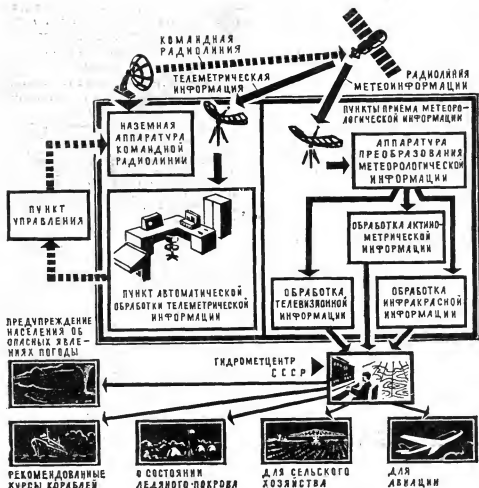 КОМАНДНАЯ
РАДИОЛИНИЯ
ТЕЛЕМЕТРИЧЕСКАЯ
ИНФОРМАЦИЯ
РАДИОЛИНИЯ
МЕТЕОИНФОРМАЦИИ
НАЗЕМНАЯ
АППАРАТУРА
КОМАНДНОЙ
РАДИОЛИНИИ
ПУНКТЫ ПРИЕМА МЕТЕОРО-
ЛОГИЧЕСКОЙ ИНФОРМАЦИИ
АППАРАТУРА
ПРЕОБРАЗОВАНИЯ
МЕТЕОРОЛОГИЧЕСКОЙ
ИНФОРМАЦИИ
ПУНКТ
УПРАВЛЕНИЯ
ПУНКТ АВТОМАТИЧЕСКОЙ
ОБРАБОТКИ ТЕЛЕМЕТРИЧЕСКОЙ
ИНФОРМАЦИИ
ОБРАБОТКА АКТИНО-
МЕТРИЧЕСКОЙ
ИНФОРМАЦИИ
ОБРАБОТКА
ТЕЛЕВИЗИОННОЙ
ИНФОРМАЦИИ
ОБРАБОТКА
ИНФРАКРАСНОЙ
ИНФОРМАЦИИ
ПРЕДУПРЕЖДЕНИЕ
НАСЕЛЕНИЯ ОБ
ОПАСНЫХ ЯВЛЕ-
НИЯХ ПОГОДЫ
ГИДРОМЕТЦЕНТР
СССР
РЕКОМЕНДОВАННЫЕ
КУРСЫ КОРАБЛЕЙ
О СОСТОЯНИИ
ЛЕДЯНОГО ПОКРОВА
ДЛЯ СЕЛЬСКОГО
ХОЗЯЙСТВА
ДЛЯ
АВИАЦИИ